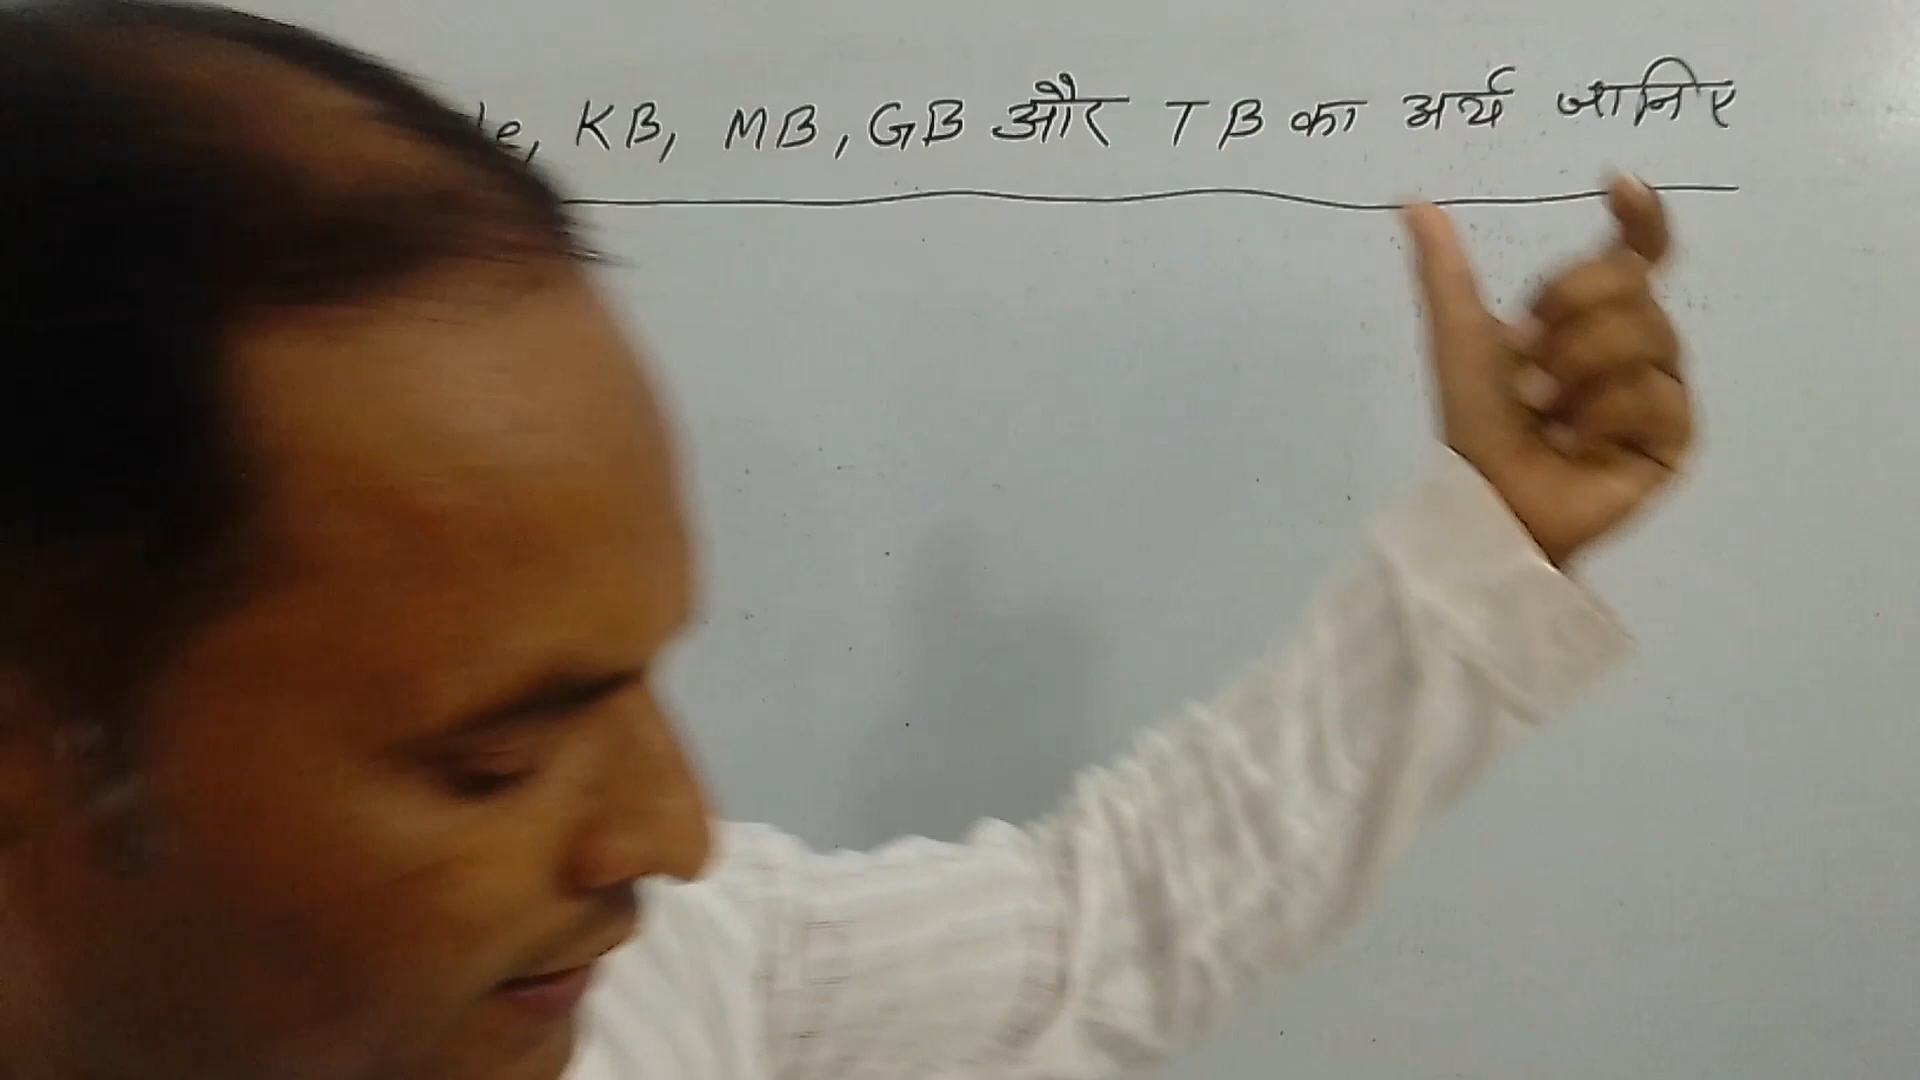 KB, MB, GB और TB का अर्थ जानिए